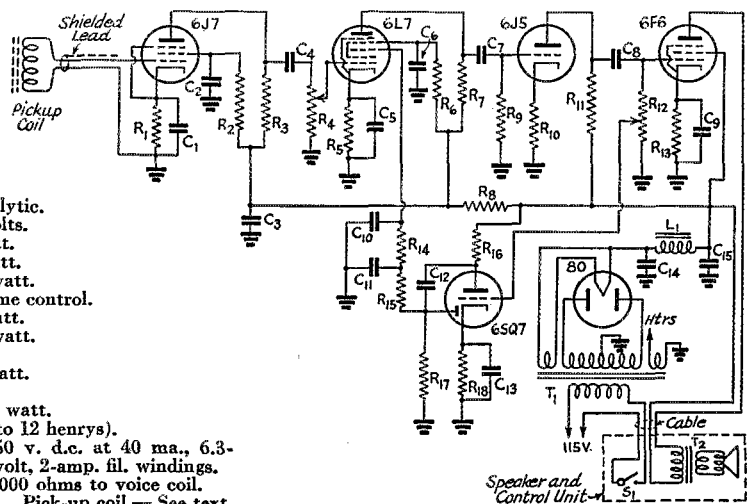 Shielded
Lead
6J7
6L7
6J5
6F6
Pickup
Coil
C2
C4
C6
C7
C8
R1
C1
R2
R3
R4
R5
C5
R6
R7
R9
R10
R11
R12
R13
C9
C3
R8
C10
C11
R14
R15
C12
R16
6SQ7
R17
R18
C13
80
L1
C14
C15
Htrs
T1
115V.
Cable
T2
S1
Speaker and
Control Unit
lytic.
olts.
tt.
tt.
watt.
me control.
att.
watt.
att.
watt.
to 12 henrys).
50 v. d.c. at 40 ma., 6.3-
volt, 2-amp. fil. windings.
000 ohms to voice coil.
Pick-up coil — See text.